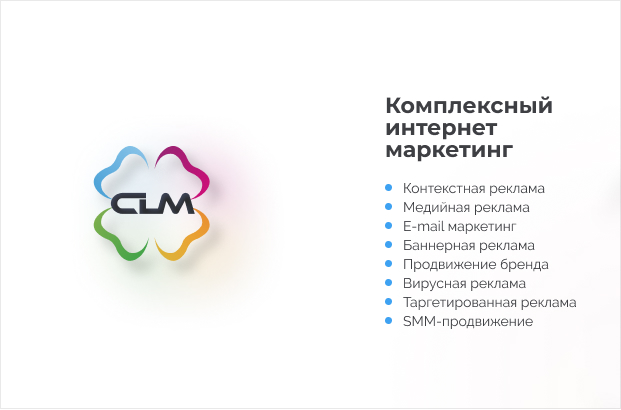 CLM
Комплексный
интернет
маркетинг
Контекстная реклама
Медийная реклама
E-mail маркетинг
Баннерная реклама
Продвижение бренда
Вирусная реклама
Таргетированная реклама
SMM-продвижение